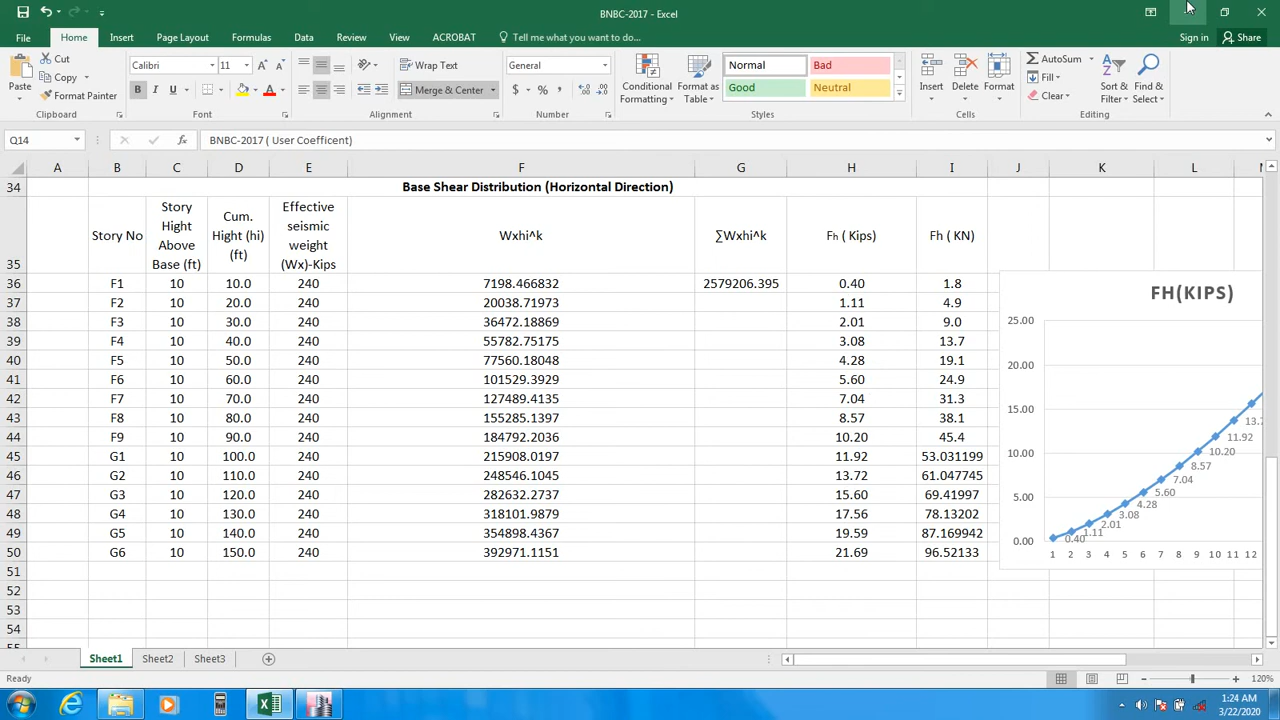 BNBC-2017 - Excel
File Home Insert Page Layout Formulas Data Review View ACROBAT Tell me what you want to do... Sign in Share
Paste Cut Copy Format Painter Clipboard
Calibri 11 B I U A Font
Wrap Text Merge & Center Alignment
General $ % , Number
Conditional Formatting Format as Table Normal Bad Good Neutral Styles
Insert Delete Format Cells
AutoSum Fill Clear Sort & Filter Find & Select Editing
Q14 fx BNBC-2017 ( User Coefficent)
A B C D E F G H I J K L
34 Base Shear Distribution (Horizontal Direction)
35 Story No Story Hight Above Base (ft) Cum. Hight (hi) (ft) Effective seismic weight (Wx)-Kips Wxhi^k ∑Wxhi^k Fh ( Kips) Fh ( KN)
36 F1 10 10.0 240 7198.466832 2579206.395 0.40 1.8
37 F2 10 20.0 240 20038.71973 1.11 4.9
38 F3 10 30.0 240 36472.18869 2.01 9.0
39 F4 10 40.0 240 55782.75175 3.08 13.7
40 F5 10 50.0 240 77560.18048 4.28 19.1
41 F6 10 60.0 240 101529.3929 5.60 24.9
42 F7 10 70.0 240 127489.4135 7.04 31.3
43 F8 10 80.0 240 155285.1397 8.57 38.1
44 F9 10 90.0 240 184792.2036 10.20 45.4
45 G1 10 100.0 240 215908.0197 11.92 53.031199
46 G2 10 110.0 240 248546.1045 13.72 61.047745
47 G3 10 120.0 240 282632.2737 15.60 69.41997
48 G4 10 130.0 240 318101.9879 17.56 78.13202
49 G5 10 140.0 240 354898.4367 19.59 87.169942
50 G6 10 150.0 240 392971.1151 21.69 96.52133
51
52
53
54
FH(KIPS)
25.00
20.00
15.00
10.00
5.00
0.00
0.40 1.11 2.01 3.08 4.28 5.60 7.04 8.57 10.20 11.92
1 2 3 4 5 6 7 8 9 10 11 12
Sheet1 Sheet2 Sheet3
Ready 120%
1:24 AM
3/22/2020